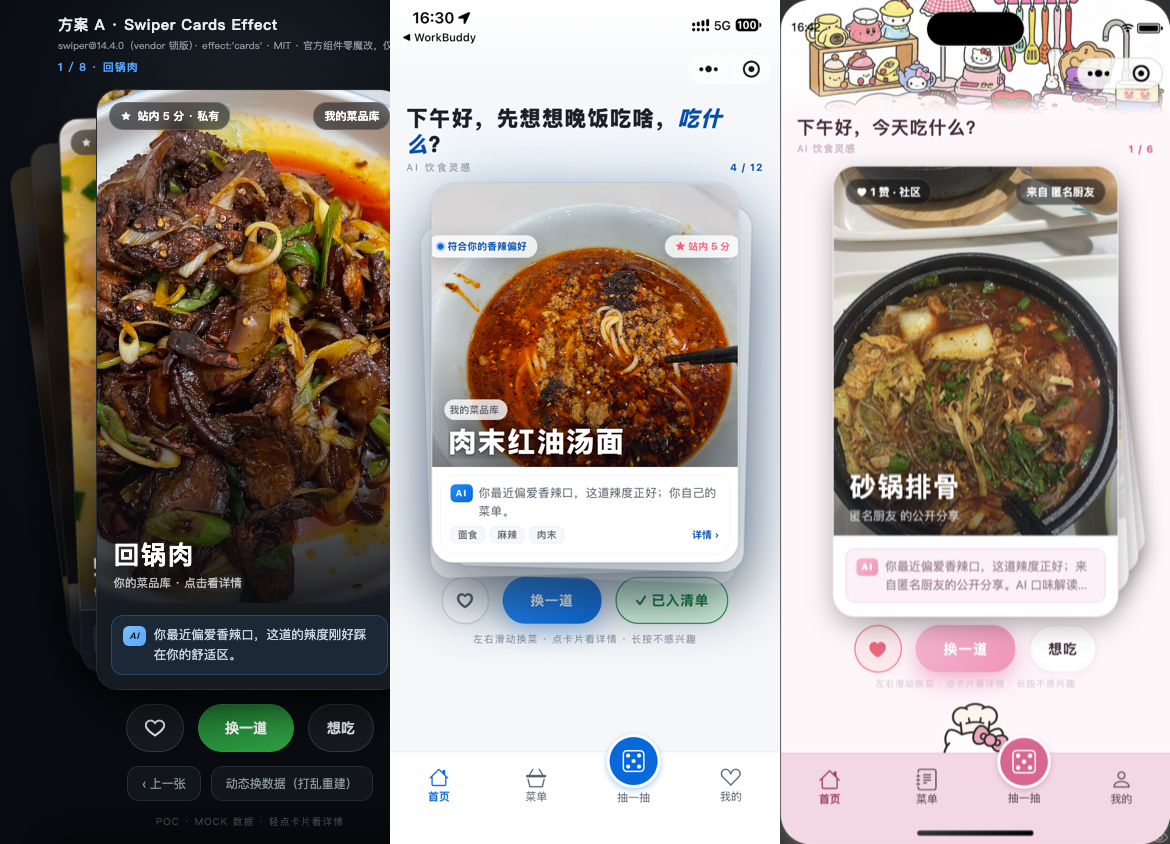 方案 A · Swiper Cards Effect
swiper@14.4.0（vendor 锁版）· effect:'cards' · MIT · 官方组件零魔改，仅
1 / 8 · 回锅肉
★ 站内 5 分 · 私有
我的菜品库
★
回锅肉
你的菜品库 · 点击看详情
AI
你最近偏爱香辣口，这道的辣度刚好踩
在你的舒适区。
换一道
想吃
‹ 上一张
动态换数据（打乱重建）
POC · MOCK 数据 · 轻点卡片看详情
16:30
5G
100
◀ WorkBuddy
下午好，先想想晚饭吃啥，吃什
么?
AI 饮食灵感
4 / 12
符合你的香辣偏好
★ 站内 5 分
我的菜品库
肉末红油汤面
AI
你最近偏爱香辣口，这道辣度正好；你自己的
菜单。
面食
麻辣
肉末
详情 ›
换一道
✓ 已入清单
左右滑动换菜 · 点卡片看详情 · 长按不感兴趣
首页
菜单
抽一抽
我的
下午好，今天吃什么?
AI 饮食灵感
1 / 6
♥ 1 赞 · 社区
来自 匿名厨友
砂锅排骨
匿名厨友 的公开分享
AI
你最近偏爱香辣口，这道辣度正好；来
自匿名厨友的公开分享。AI 口味解读...
换一道
想吃
左右滑动换菜 · 点卡片看详情 · 长按不感兴趣
首页
菜单
抽一抽
我的